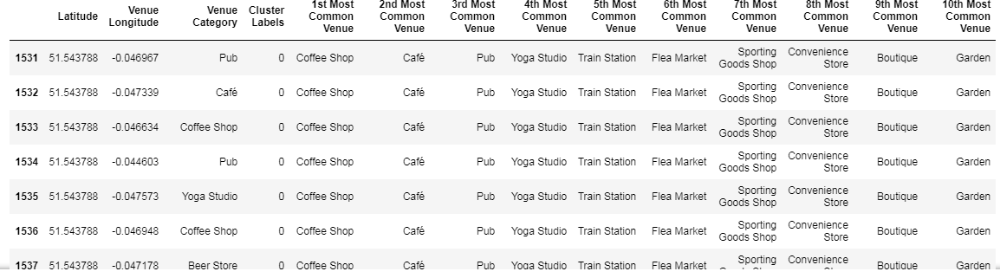 Latitude Venue Longitude Venue Category Cluster Labels 1st Most Common Venue 2nd Most Common Venue 3rd Most Common Venue 4th Most Common Venue 5th Most Common Venue 6th Most Common Venue 7th Most Common Venue 8th Most Common Venue 9th Most Common Venue 10th Most Common Venue
1531 51.543788 -0.046967 Pub 0 Coffee Shop Café Pub Yoga Studio Train Station Flea Market Sporting Goods Shop Convenience Store Boutique Garden
1532 51.543788 -0.047339 Café 0 Coffee Shop Café Pub Yoga Studio Train Station Flea Market Sporting Goods Shop Convenience Store Boutique Garden
1533 51.543788 -0.046634 Coffee Shop 0 Coffee Shop Café Pub Yoga Studio Train Station Flea Market Sporting Goods Shop Convenience Store Boutique Garden
1534 51.543788 -0.044603 Pub 0 Coffee Shop Café Pub Yoga Studio Train Station Flea Market Sporting Goods Shop Convenience Store Boutique Garden
1535 51.543788 -0.047573 Yoga Studio 0 Coffee Shop Café Pub Yoga Studio Train Station Flea Market Sporting Goods Shop Convenience Store Boutique Garden
1536 51.543788 -0.046948 Coffee Shop 0 Coffee Shop Café Pub Yoga Studio Train Station Flea Market Sporting Goods Shop Convenience Store Boutique Garden
1537 51.543788 -0.047178 Beer Store 0 Coffee Shop Café Pub Yoga Studio Train Station Flea Market Sporting Convenience Boutique Garden